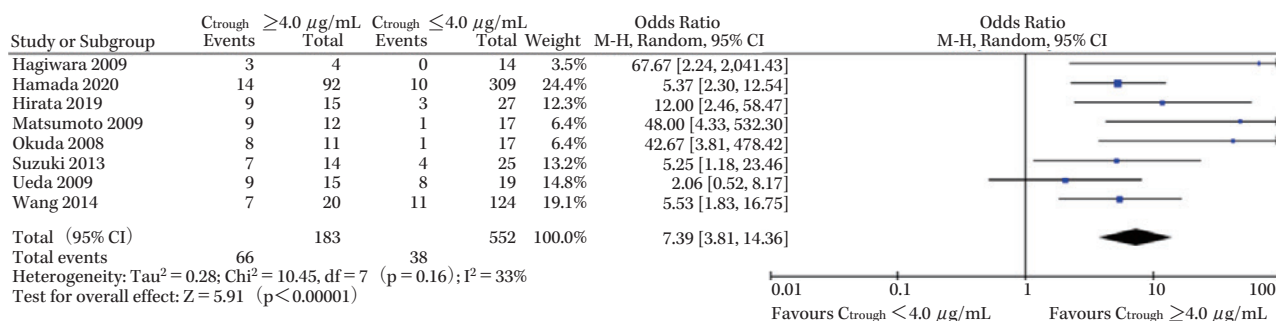 Ctrough ≥4.0 μg/mL Ctrough ≤4.0 μg/mL Odds Ratio Odds Ratio
Study or Subgroup Events Total Events Total Weight M-H, Random, 95% CI M-H, Random, 95% CI
Hagiwara 2009 3 4 0 14 3.5% 67.67 [2.24, 2,041.43]
Hamada 2020 14 92 10 309 24.4% 5.37 [2.30, 12.54]
Hirata 2019 9 15 3 27 12.3% 12.00 [2.46, 58.47]
Matsumoto 2009 9 12 1 17 6.4% 48.00 [4.33, 532.30]
Okuda 2008 8 11 1 17 6.4% 42.67 [3.81, 478.42]
Suzuki 2013 7 14 4 25 13.2% 5.25 [1.18, 23.46]
Ueda 2009 9 15 8 19 14.8% 2.06 [0.52, 8.17]
Wang 2014 7 20 11 124 19.1% 5.53 [1.83, 16.75]
Total (95% CI) 183 552 100.0% 7.39 [3.81, 14.36]
Total events 66 38
Heterogeneity: Tau² = 0.28; Chi² = 10.45, df = 7 (p = 0.16); I² = 33%
Test for overall effect: Z = 5.91 (p<0.00001)
0.01 0.1 1 10 100
Favours Ctrough <4.0 μg/mL Favours Ctrough ≥4.0 μg/mL